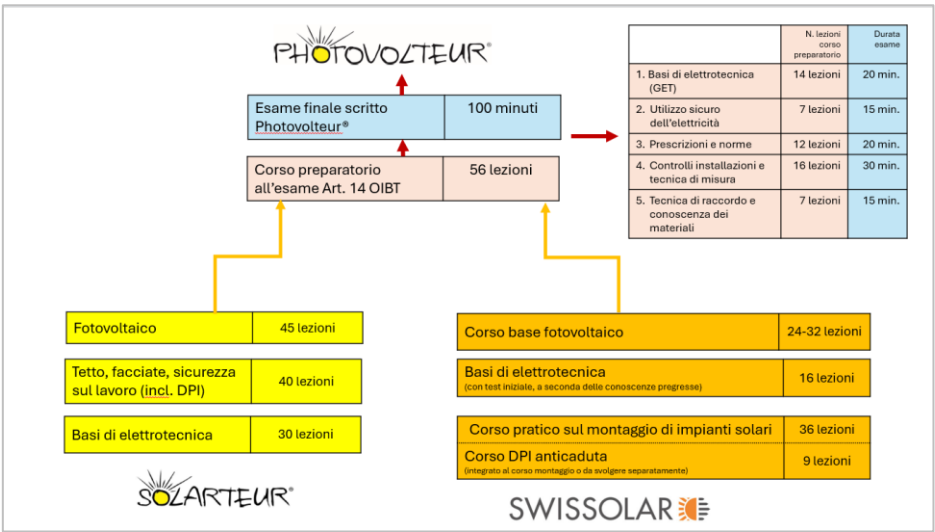 PHOTOVOLTEUR®
Esame finale scritto
Photovolteur®
100 minuti
Corso preparatorio
all'esame Art. 14 OIBT
56 lezioni
N. lezioni
corso
preparatorio
Durata
esame
1. Basi di elettrotecnica
(GET)
14 lezioni
20 min.
2. Utilizzo sicuro
dell'elettricità
7 lezioni
15 min.
3. Prescrizioni e norme
12 lezioni
20 min.
4. Controlli installazioni e
tecnica di misura
16 lezioni
30 min.
5. Tecnica di raccordo e
conoscenza dei
materiali
7 lezioni
15 min.
Fotovoltaico
45 lezioni
Tetto, facciate, sicurezza
sul lavoro (incl. DPI)
40 lezioni
Basi di elettrotecnica
30 lezioni
SOLARTEUR®
Corso base fotovoltaico
24-32 lezioni
Basi di elettrotecnica
(con test iniziale, a seconda delle conoscenze pregresse)
16 lezioni
Corso pratico sul montaggio di impianti solari
36 lezioni
Corso DPI anticaduta
(integrato al corso montaggio o da svolgere separatamente)
9 lezioni
SWISSOLAR